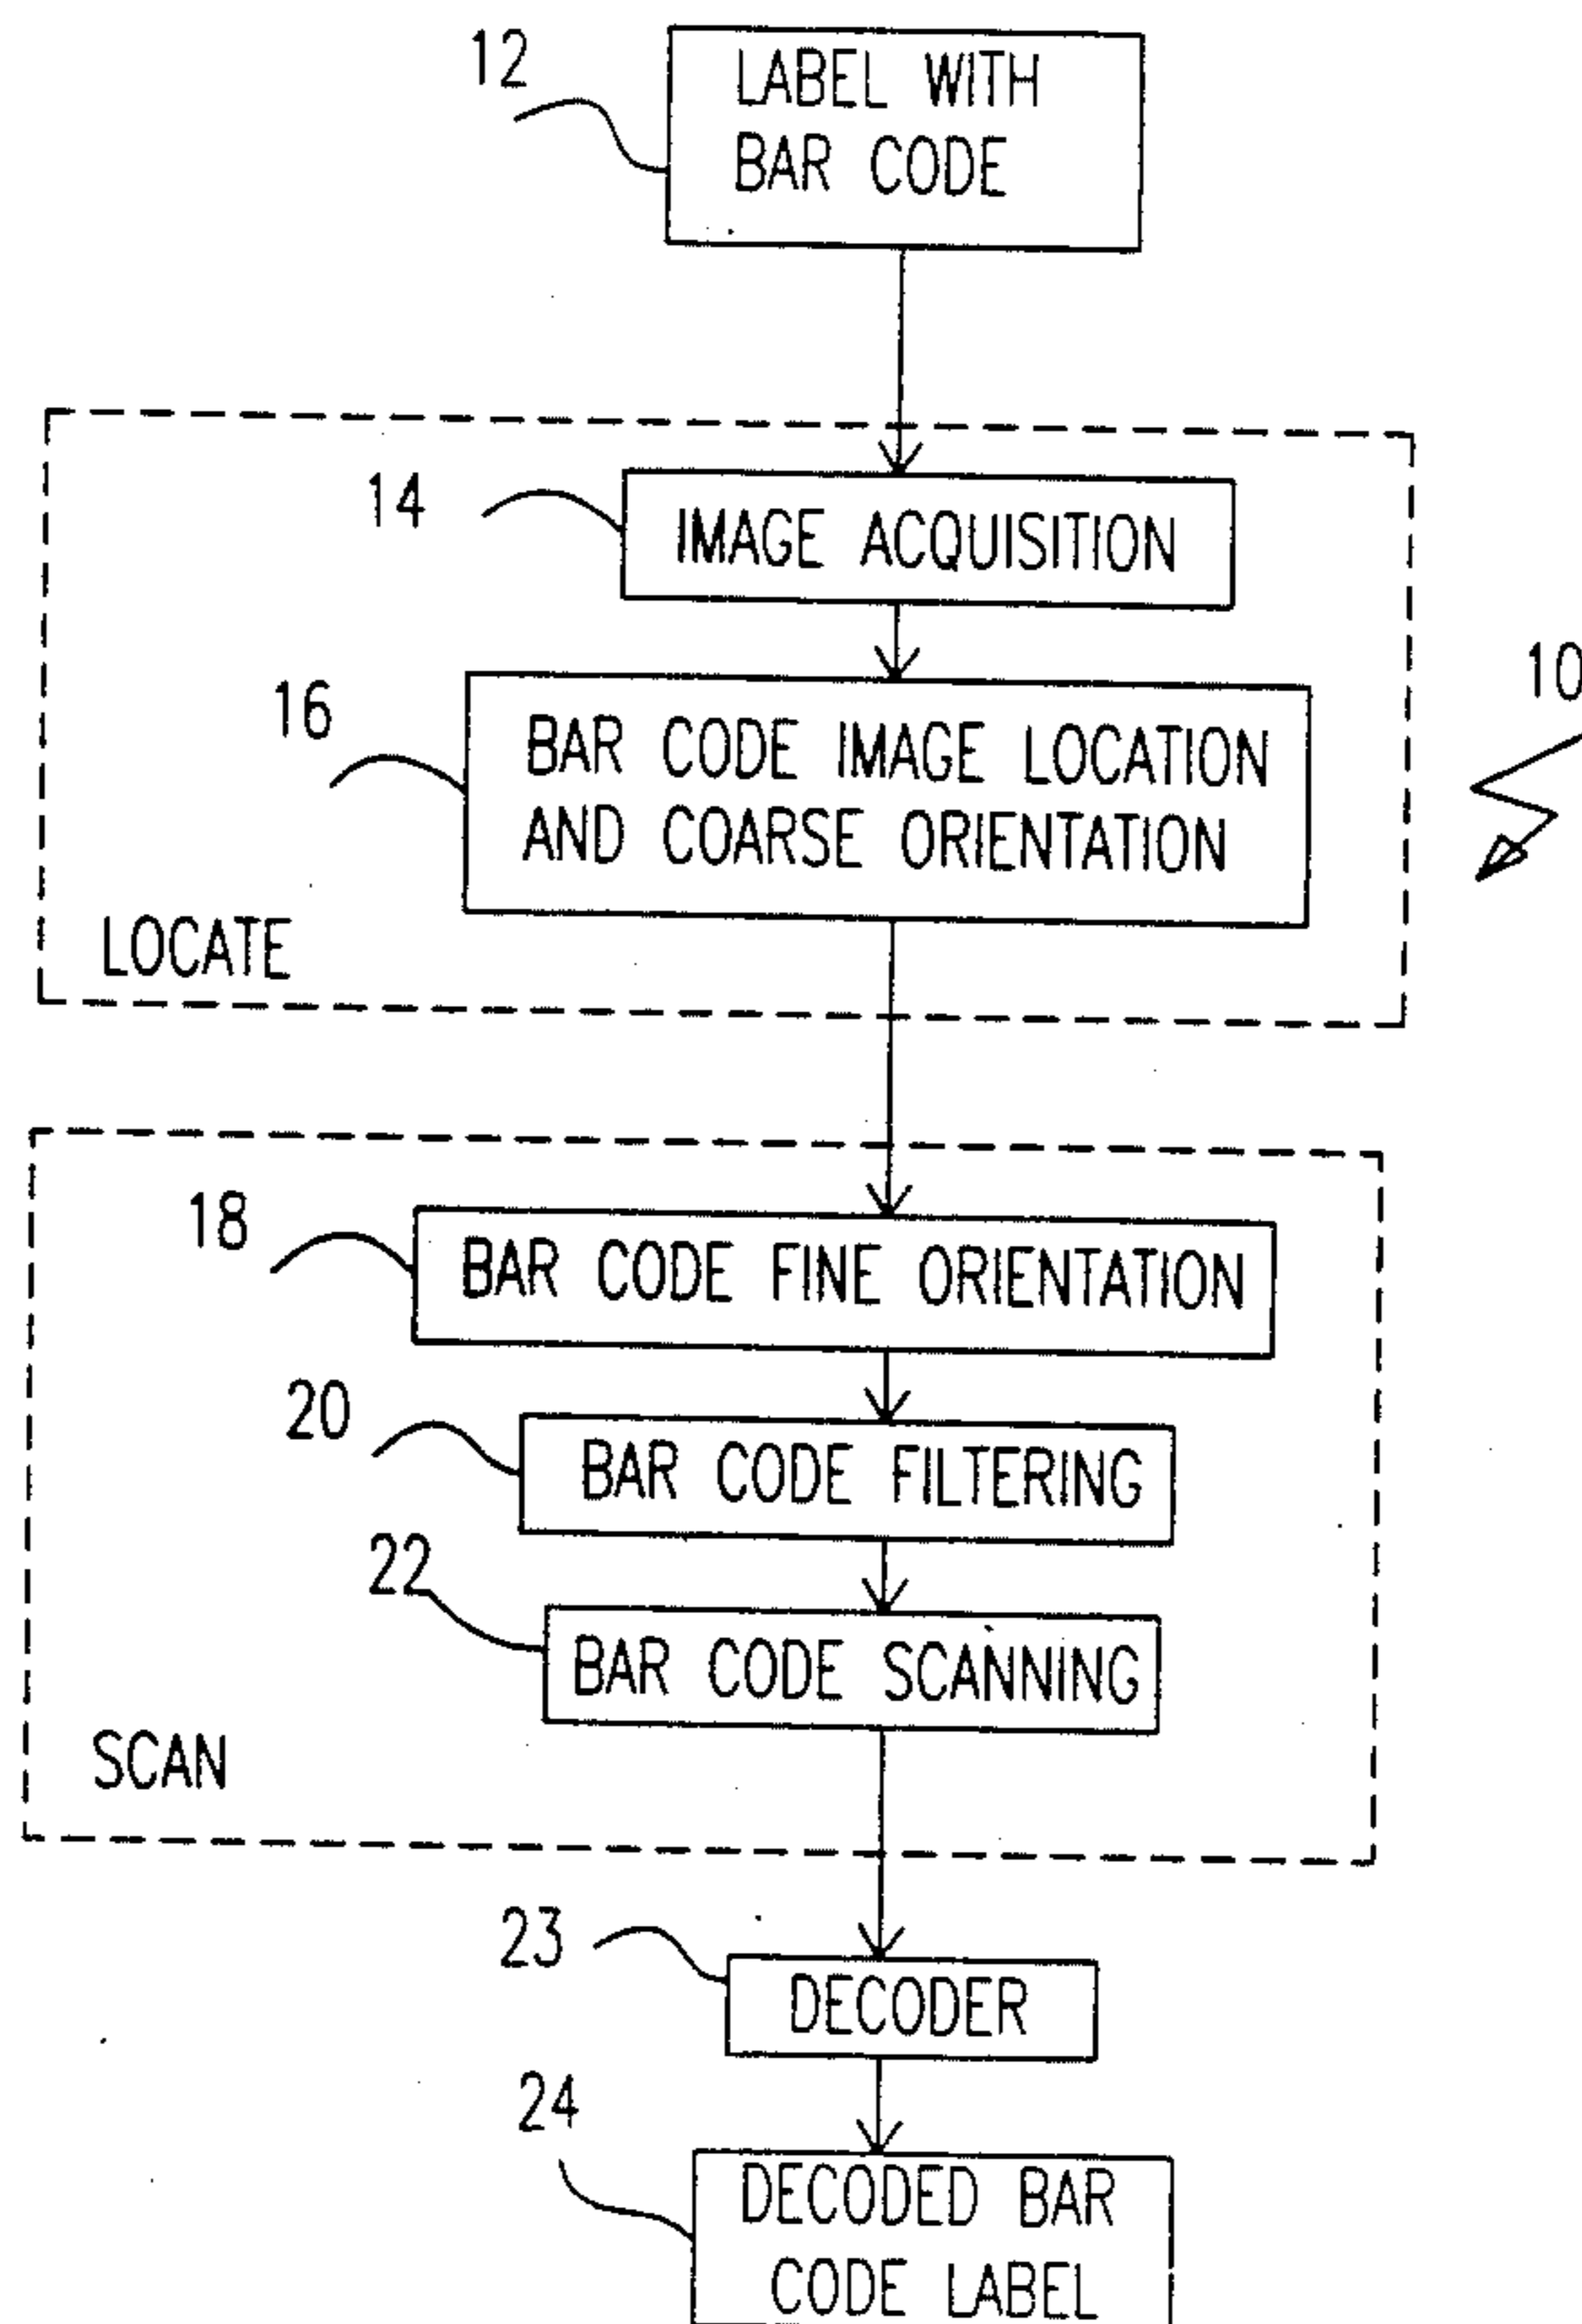 12
LABEL WITH
BAR CODE
14
IMAGE ACQUISITION
10
16
BAR CODE IMAGE LOCATION
AND COARSE ORIENTATION
LOCATE
18
BAR CODE FINE ORIENTATION
20
BAR CODE FILTERING
22
BAR CODE SCANNING
SCAN
23
DECODER
24
DECODED BAR
CODE LABEL